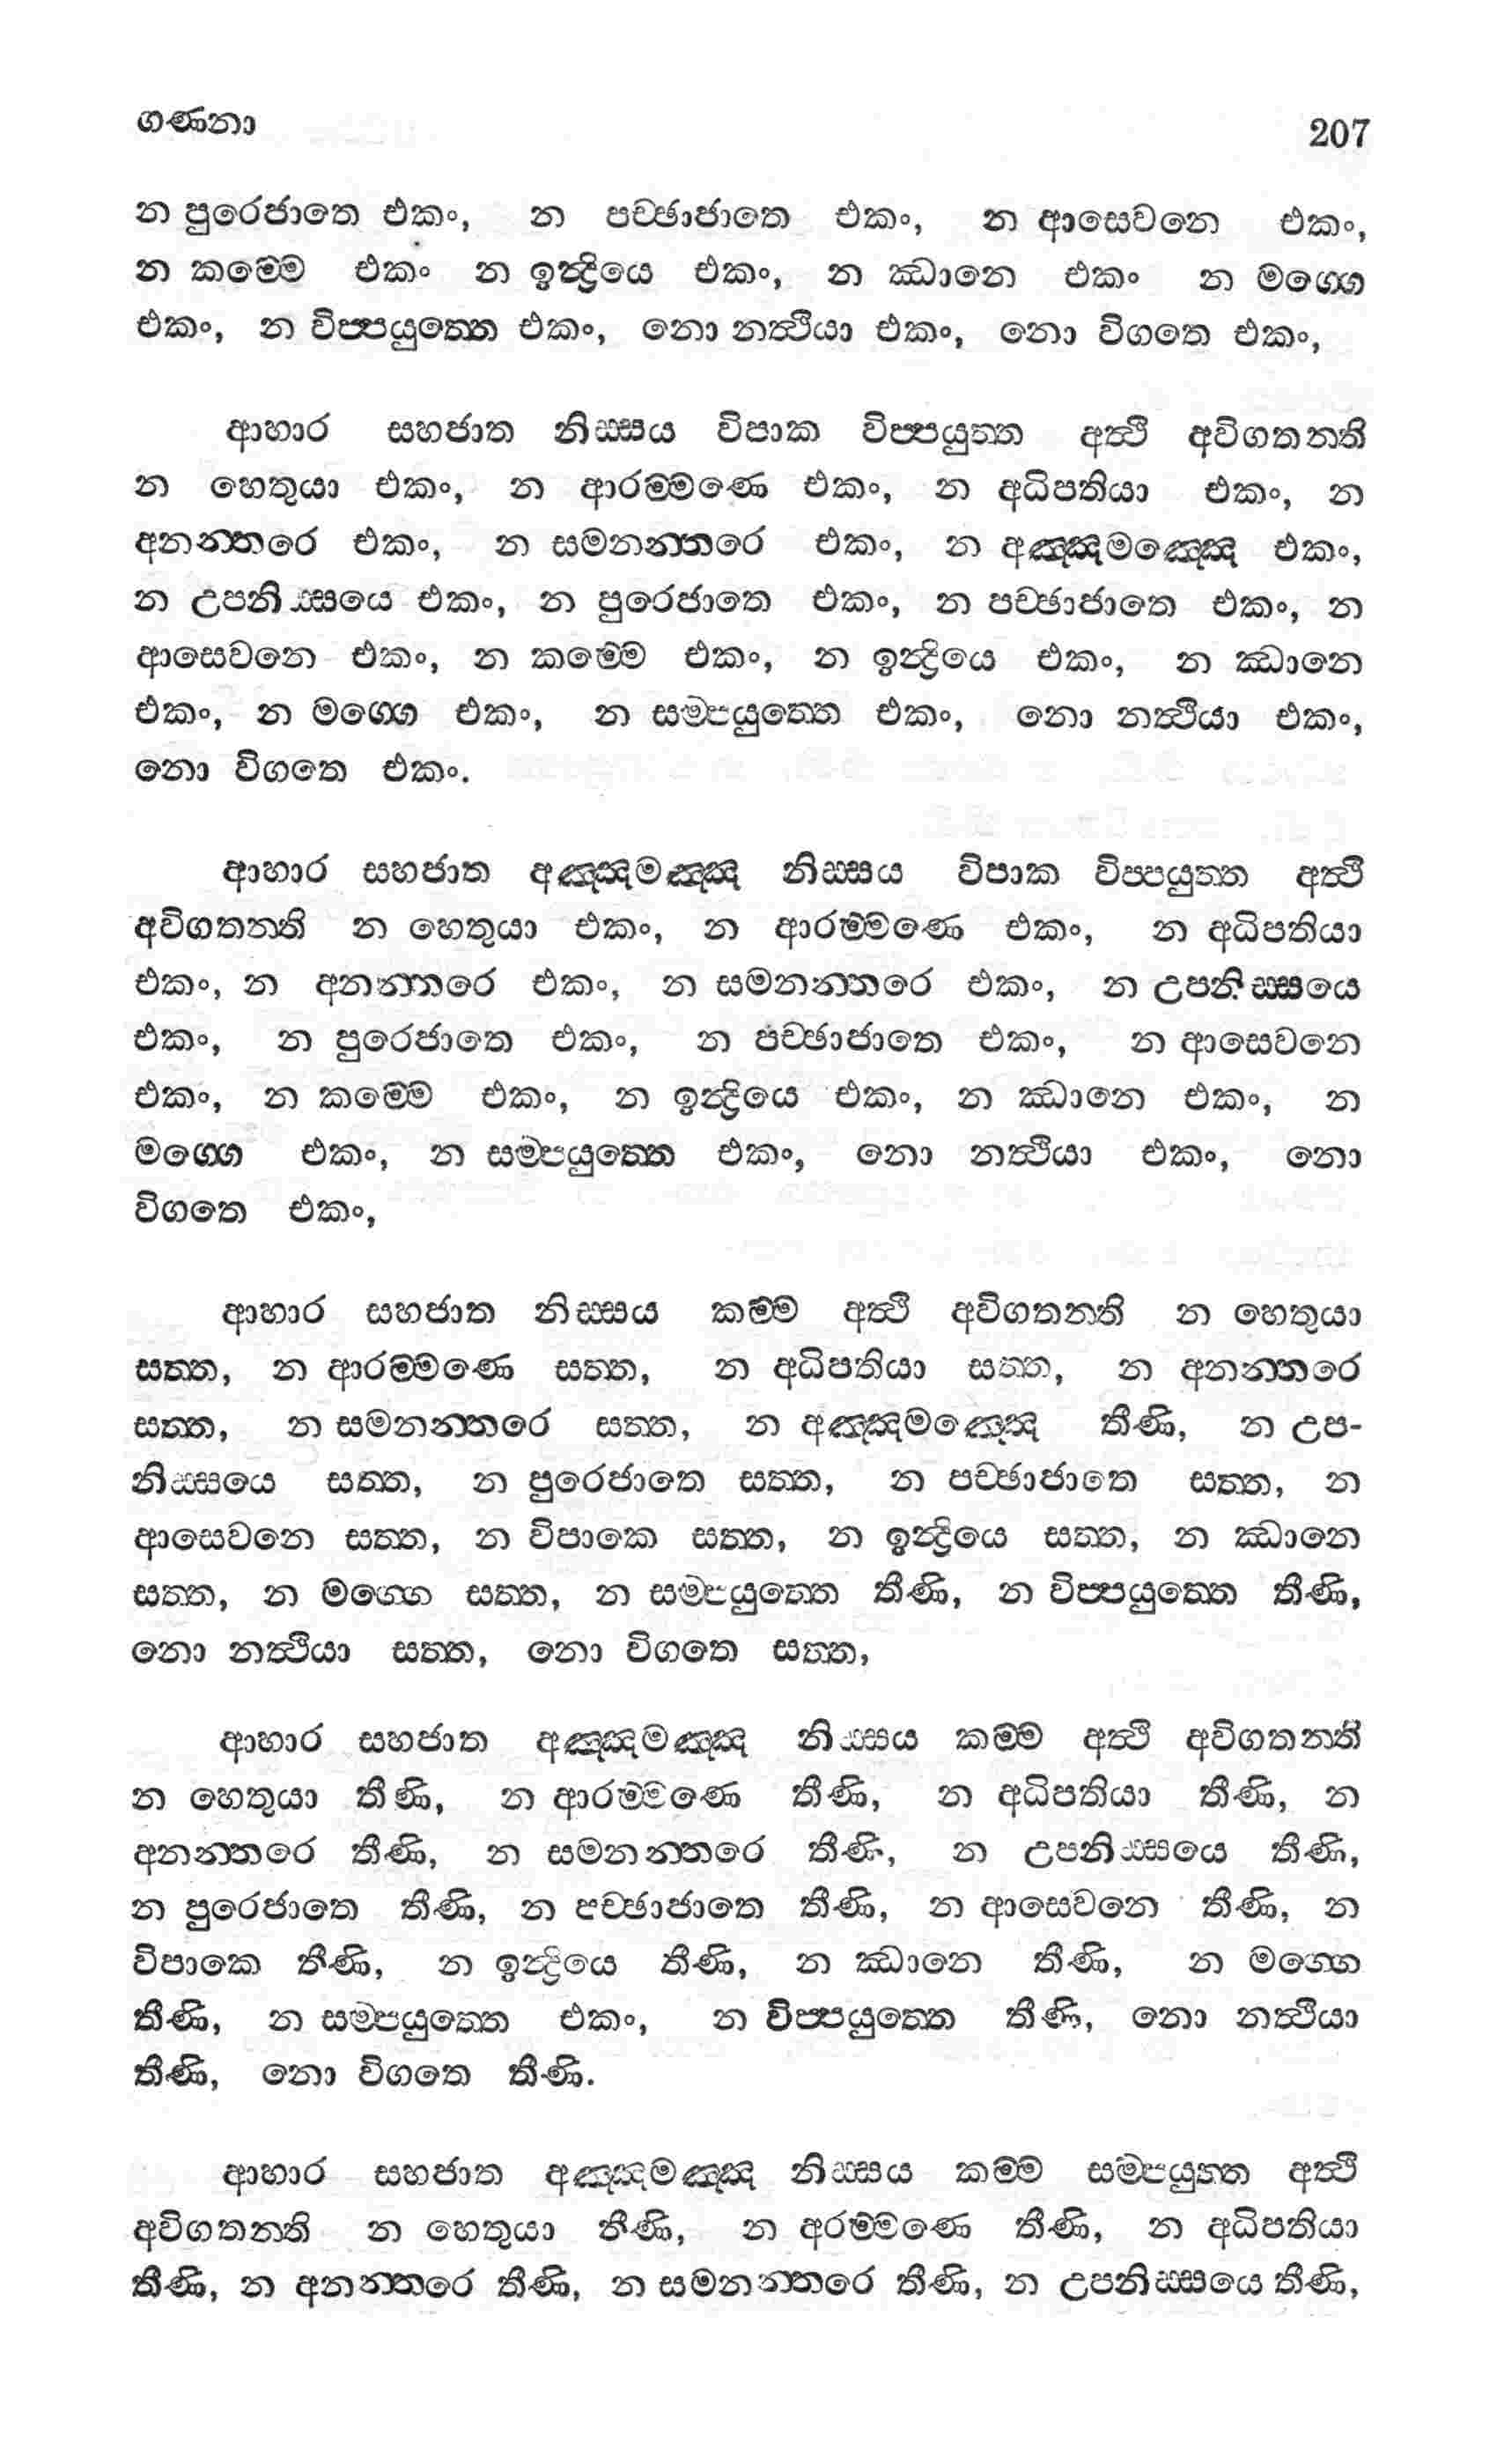 ගණනා 207
න පුරෙජාතෙ එකං, න පච්ඡාජාතෙ එකං, න ආසෙවනෙ එකං,
න කම්මෙ එකං න ඉන්ද්‍රියෙ එකං, න ඣානෙ එකං න මග්ගෙ
එකං, න විප්පයුත්තෙ එකං, නො නත්ථියා එකං, නො විගතෙ එකං,
ආහාර සහජාත නිස්සය විපාක විප්පයුත්ත අත්ථි අවිගතන්ති
න හෙතුයා එකං, න ආරම්මණෙ එකං, න අධිපතියා එකං, න
අනන්තරෙ එකං, න සමනන්තරෙ එකං, න අඤ්ඤමඤ්ඤෙ එකං,
න උපනිස්සයෙ එකං, න පුරෙජාතෙ එකං, න පච්ඡාජාතෙ එකං, න
ආසෙවනෙ එකං, න කම්මෙ එකං, න ඉන්ද්‍රියෙ එකං, න ඣානෙ
එකං, න මග්ගෙ එකං, න සම්පයුත්තෙ එකං, නො නත්ථියා එකං,
නො විගතෙ එකං.
ආහාර සහජාත අඤ්ඤමඤ්ඤ නිස්සය විපාක විප්පයුත්ත අත්ථි
අවිගතන්ති න හෙතුයා එකං, න ආරම්මණෙ එකං, න අධිපතියා
එකං, න අනන්තරෙ එකං, න සමනන්තරෙ එකං, න උපනිස්සයෙ
එකං, න පුරෙජාතෙ එකං, න පච්ඡාජාතෙ එකං, න ආසෙවනෙ
එකං, න කම්මෙ එකං, න ඉන්ද්‍රියෙ එකං, න ඣානෙ එකං, න
මග්ගෙ එකං, න සම්පයුත්තෙ එකං, නො නත්ථියා එකං, නො
විගතෙ එකං,
ආහාර සහජාත නිස්සය කම්ම අත්ථි අවිගතන්ති න හෙතුයා
සත්ත, න ආරම්මණෙ සත්ත, න අධිපතියා සත්ත, න අනන්තරෙ
සත්ත, න සමනන්තරෙ සත්ත, න අඤ්ඤමඤ්ඤෙ තීණි, න උප-
නිස්සයෙ සත්ත, න පුරෙජාතෙ සත්ත, න පච්ඡාජාතෙ සත්ත, න
ආසෙවනෙ සත්ත, න විපාකෙ සත්ත, න ඉන්ද්‍රියෙ සත්ත, න ඣානෙ
සත්ත, න මග්ගෙ සත්ත, න සම්පයුත්තෙ තීණි, න විප්පයුත්තෙ තීණි,
නො නත්ථියා සත්ත, නො විගතෙ සත්ත,
ආහාර සහජාත අඤ්ඤමඤ්ඤ නිස්සය කම්ම අත්ථි අවිගතන්ති
න හෙතුයා තීණි, න ආරම්මණෙ තීණි, න අධිපතියා තීණි, න
අනන්තරෙ තීණි, න සමනන්තරෙ තීණි, න උපනිස්සයෙ තීණි,
න පුරෙජාතෙ තීණි, න පච්ඡාජාතෙ තීණි, න ආසෙවනෙ තීණි, න
විපාකෙ තීණි, න ඉන්ද්‍රියෙ තීණි, න ඣානෙ තීණි, න මග්ගෙ
තීණි, න සම්පයුත්තෙ එකං, න විප්පයුත්තෙ තීණි, නො නත්ථියා
තීණි, නො විගතෙ තීණි.
ආහාර සහජාත අඤ්ඤමඤ්ඤ නිස්සය කම්ම සම්පයුත්ත අත්ථි
අවිගතන්ති න හෙතුයා තීණි, න අරම්මණෙ තීණි, න අධිපතියා
තීණි, න අනන්තරෙ තීණි, න සමනන්තරෙ තීණි, න උපනිස්සයෙ තීණි,